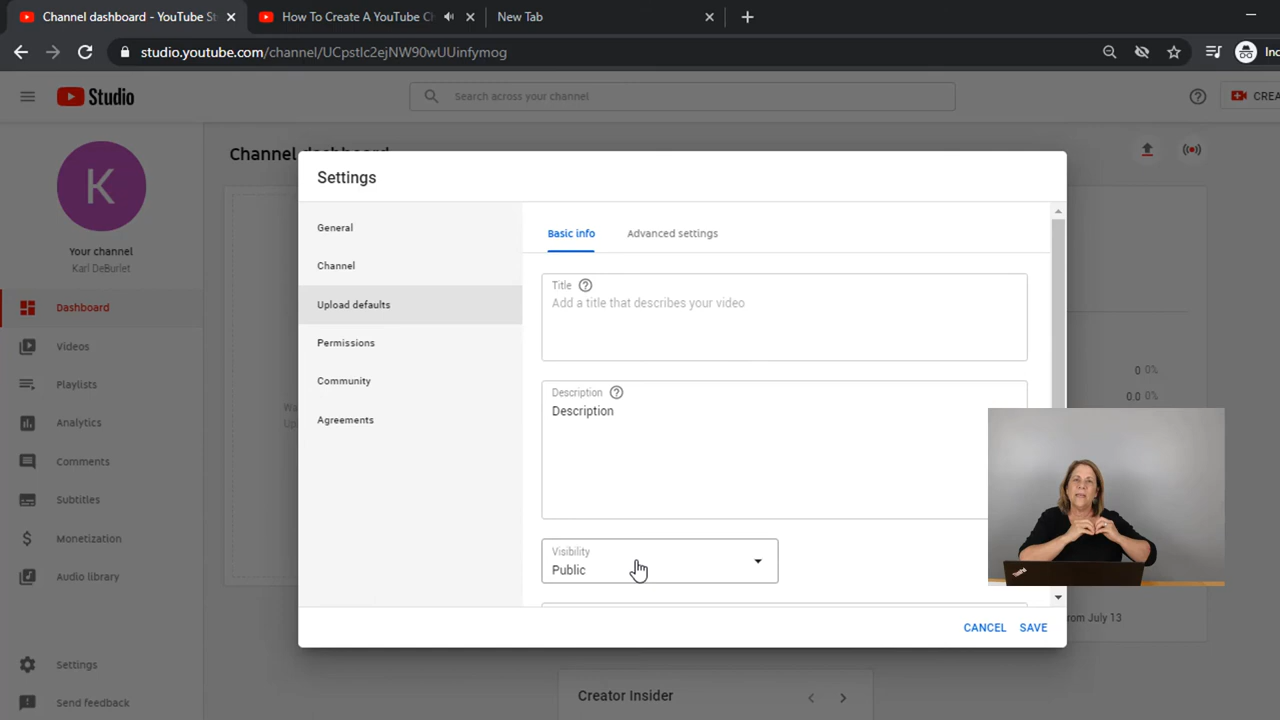 Channel dashboard - YouTube St
How To Create A YouTube C
New Tab
studio.youtube.com/channel/UCpstIc2ejNW90wUUinfymog
Inc
Studio
Search across your channel
CREA
K
Your channel
Karl DeBurlet
Dashboard
Videos
Playlists
Analytics
Comments
Subtitles
Monetization
Audio library
Settings
Send feedback
Channel dashboard
Settings
General
Channel
Upload defaults
Permissions
Community
Agreements
Basic info
Advanced settings
Title
Add a title that describes your video
Description
Description
Visibility
Public
CANCEL
SAVE
0 0%
0.0 0%
from July 13
Creator Insider